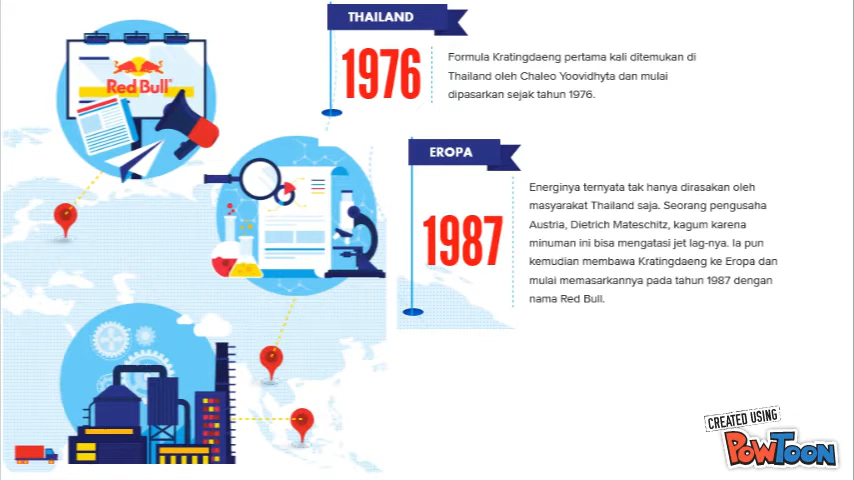 THAILAND
1976
Formula Kratingdaeng pertama kali ditemukan di
Thailand oleh Chaleo Yoovidhyta dan mulai
dipasarkan sejak tahun 1976.
Red Bull®
EROPA
1987
Energinya ternyata tak hanya dirasakan oleh
masyarakat Thailand saja. Seorang pengusaha
Austria, Dietrich Mateschitz, kagum karena
minuman ini bisa mengatasi jet lag-nya. Ia pun
kemudian membawa Kratingdaeng ke Eropa dan
mulai memasarkannya pada tahun 1987 dengan
nama Red Bull.
CREATED USING
POWTOON